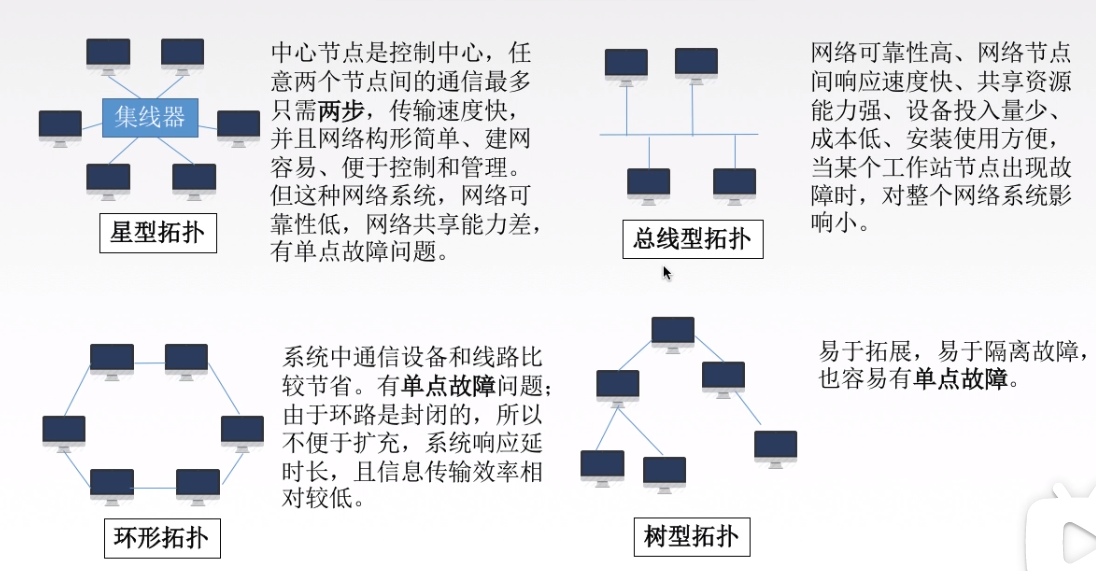 集线器
星型拓扑
中心节点是控制中心，任
意两个节点间的通信最多
只需两步，传输速度快，
并且网络构形简单、建网
容易、便于控制和管理。
但这种网络系统，网络可
靠性低，网络共享能力差，
有单点故障问题。
总线型拓扑
网络可靠性高、网络节点
间响应速度快、共享资源
能力强、设备投入量少、
成本低、安装使用方便，
当某个工作站节点出现故
障时，对整个网络系统影
响小。
环形拓扑
系统中通信设备和线路比
较节省。有单点故障问题；
由于环路是封闭的，所以
不便于扩充，系统响应延
时长，且信息传输效率相
对较低。
树型拓扑
易于拓展，易于隔离故障，
也容易有单点故障。